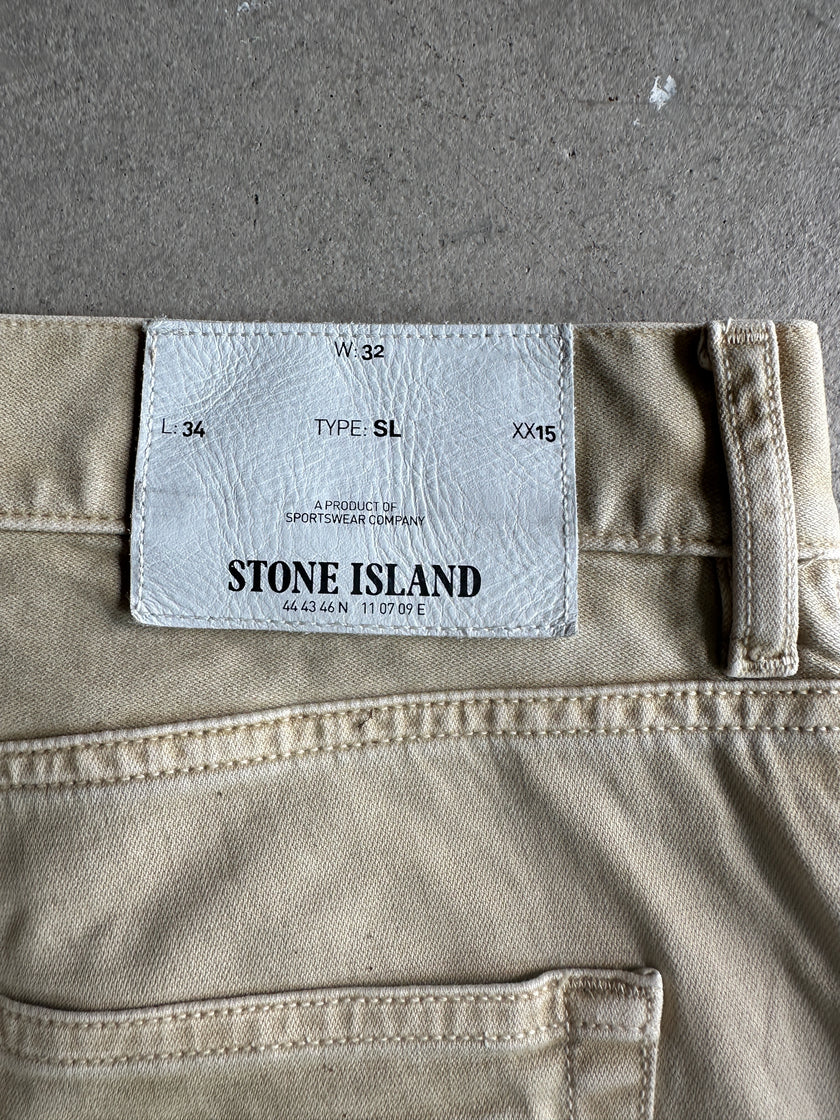 W: 32
L: 34 TYPE: SL XX15
A PRODUCT OF
SPORTSWEAR COMPANY
STONE ISLAND
44 43 46 N 11 07 09 E